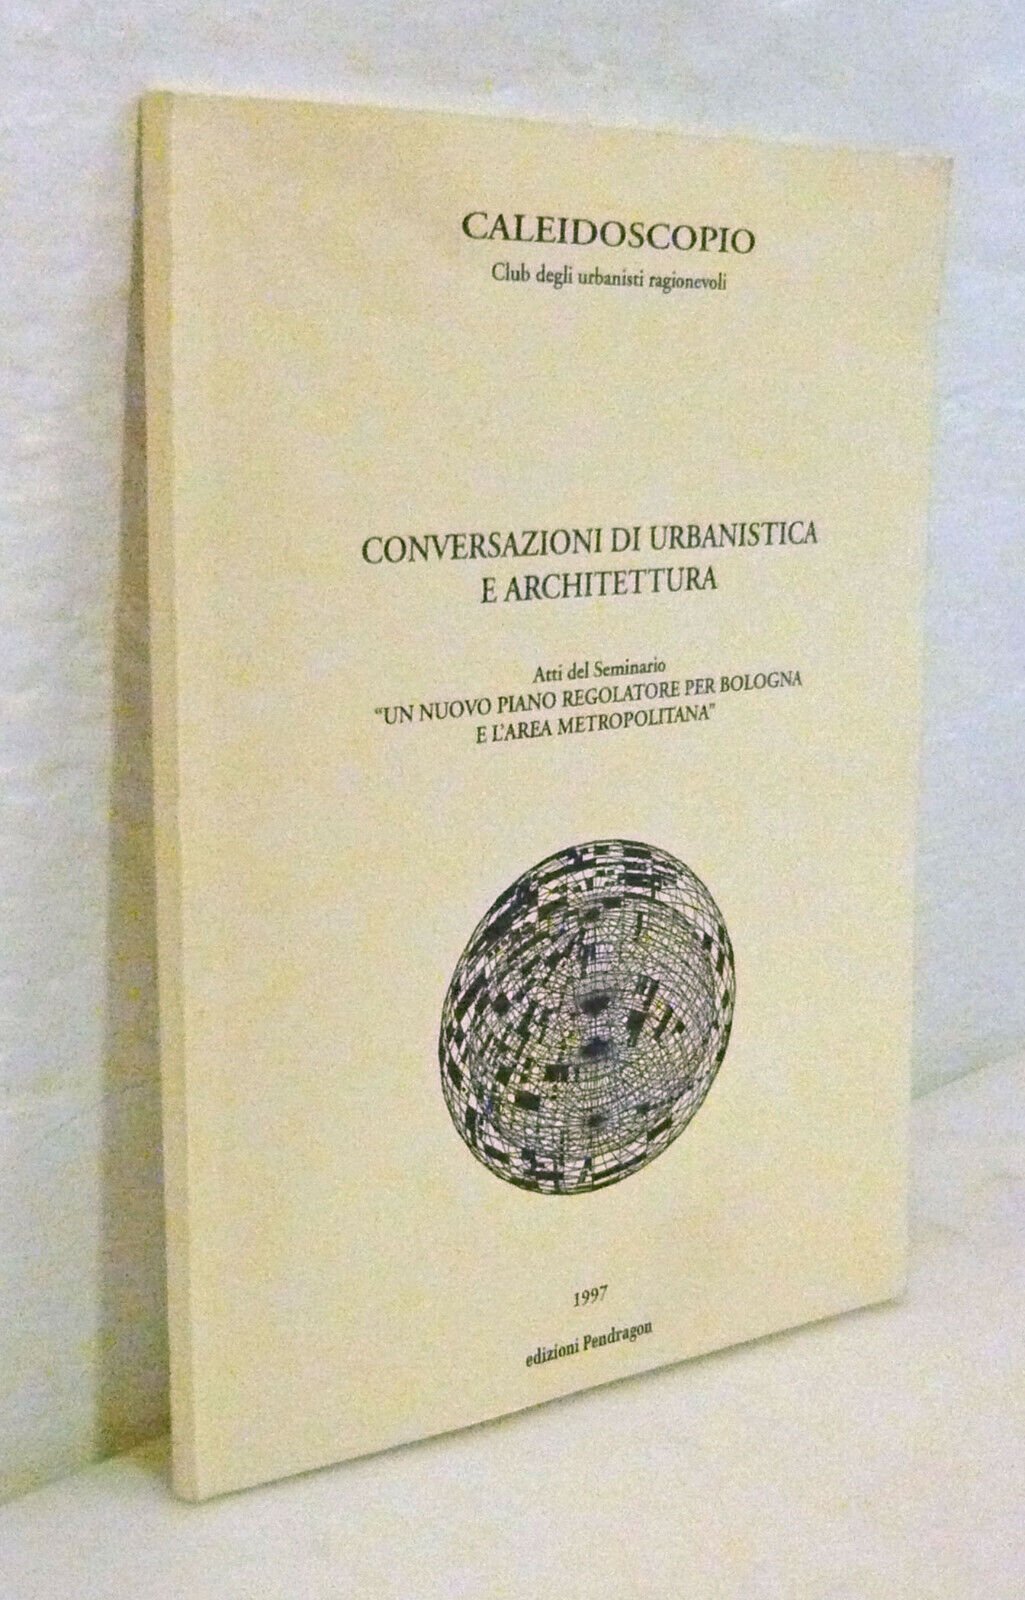 CALEIDOSCOPIO
Club degli urbanisti ragionevoli
CONVERSAZIONI DI URBANISTICA
E ARCHITETTURA
Atti del Seminario
"UN NUOVO PIANO REGOLATORE PER BOLOGNA
E L'AREA METROPOLITANA"
1997
edizioni Pendragon